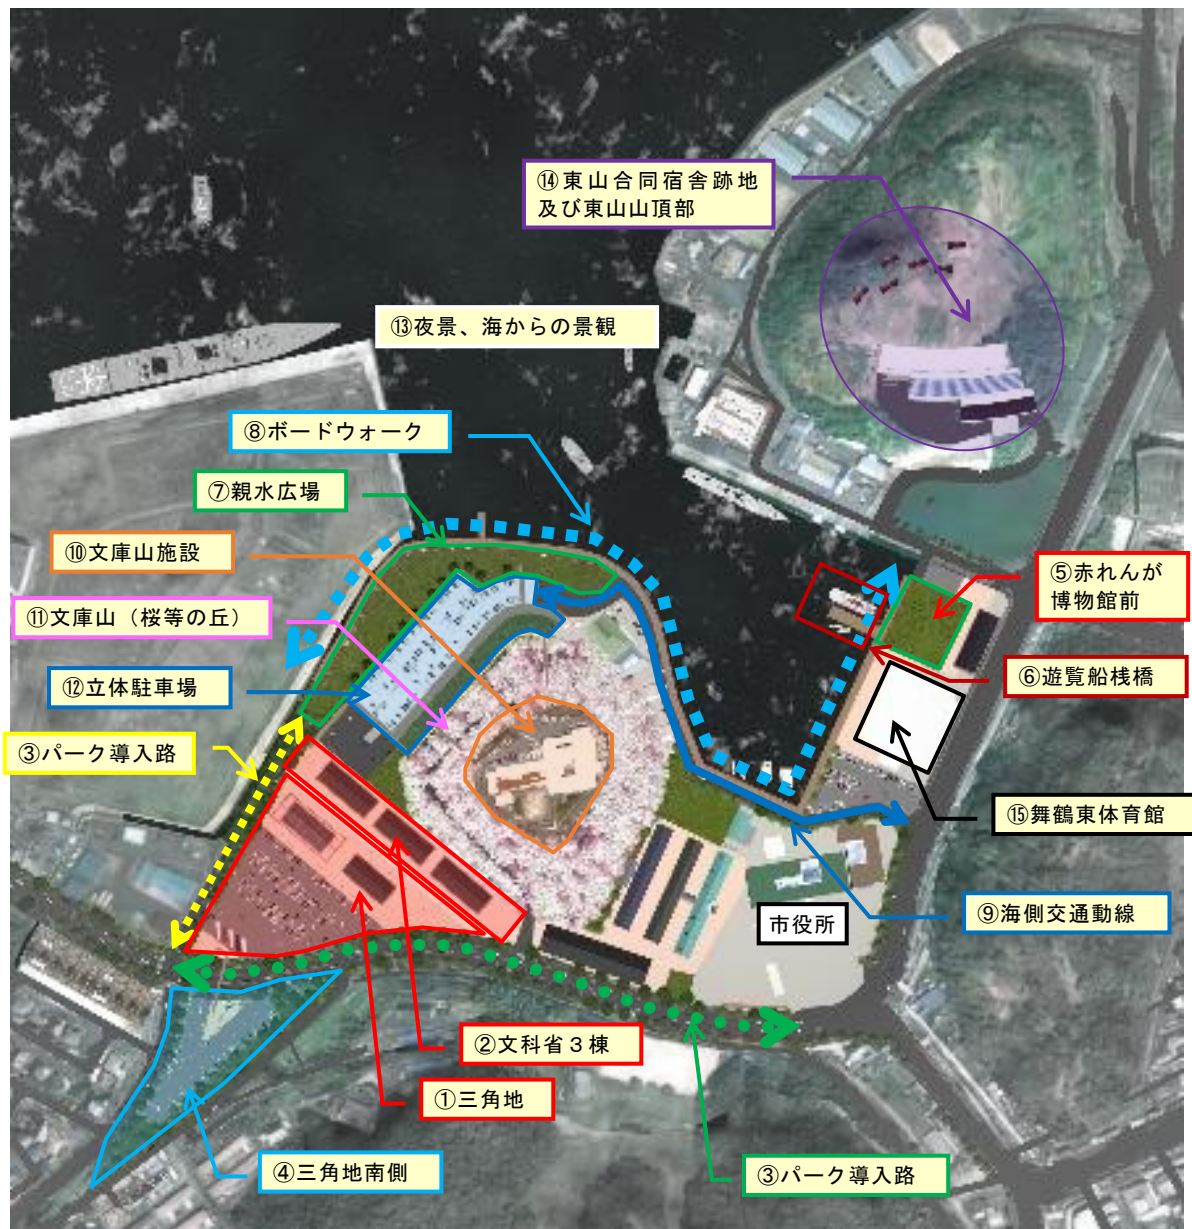 ⑭東山合同宿舎跡地
及び東山山頂部
⑬夜景、海からの景観
⑧ボードウォーク
⑦親水広場
⑩文庫山施設
⑤赤れんが
博物館前
⑪文庫山（桜等の丘）
⑥遊覧船桟橋
⑫立体駐車場
③パーク導入路
⑮舞鶴東体育館
⑨海側交通動線
市役所
②文科省３棟
①三角地
④三角地南側
③パーク導入路